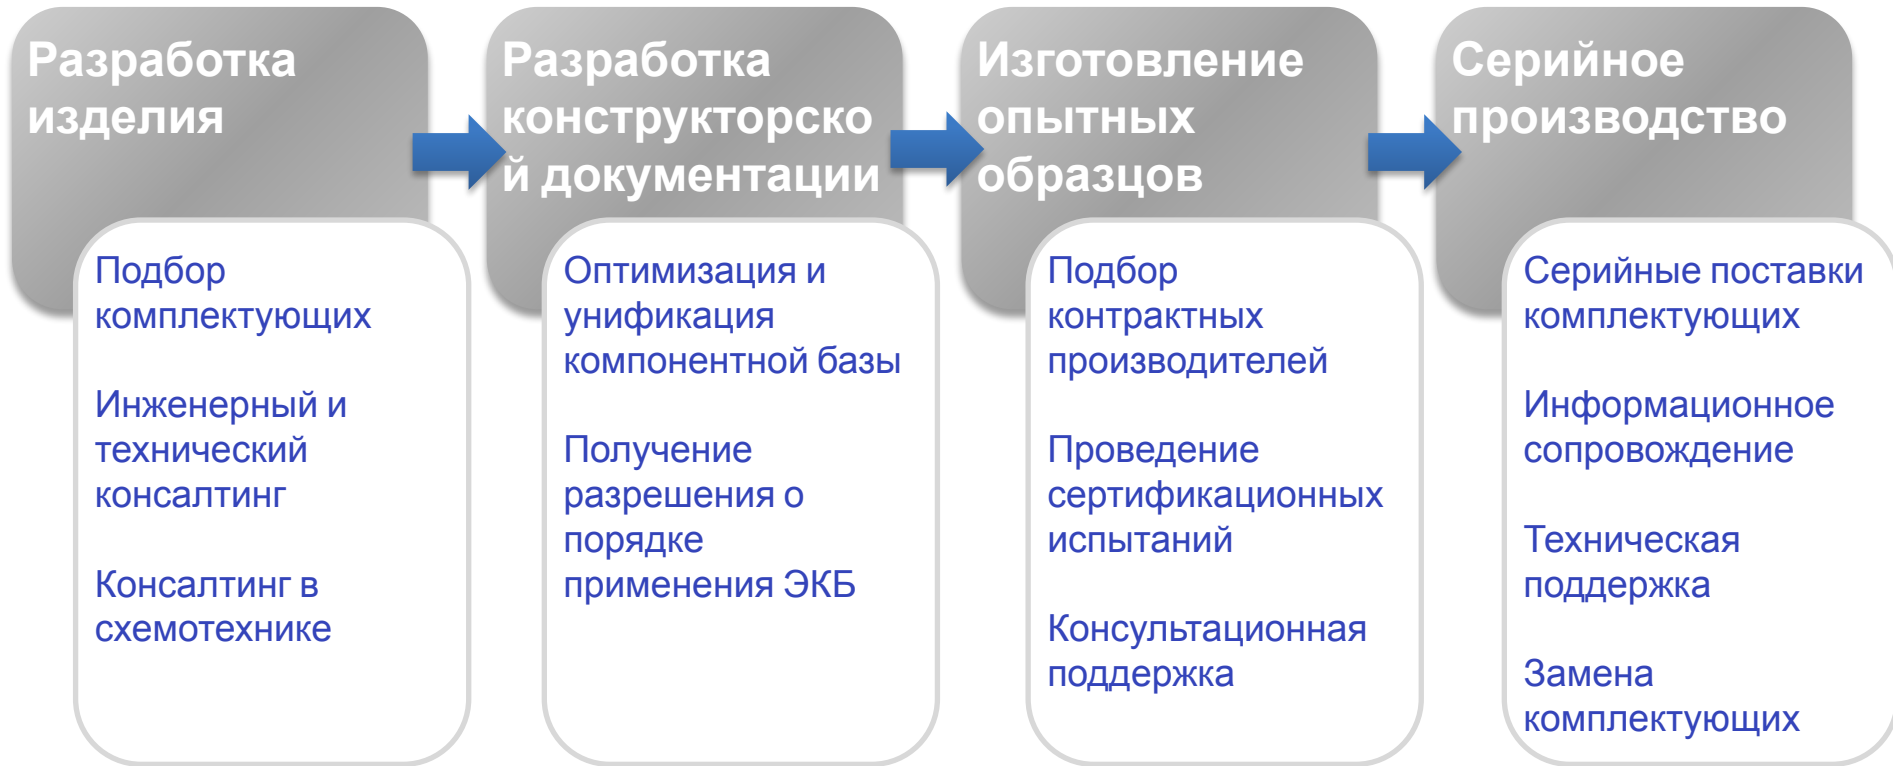 Разработка
изделия
Подбор
комплектующих
Инженерный и
технический
консалтинг
Консалтинг в
схемотехнике
Разработка
конструкторско
й документации
Оптимизация и
унификация
компонентной базы
Получение
разрешения о
порядке
применения ЭКБ
Изготовление
опытных
образцов
Подбор
контрактных
производителей
Проведение
сертификационных
испытаний
Консультационная
поддержка
Серийное
производство
Серийные поставки
комплектующих
Информационное
сопровождение
Техническая
поддержка
Замена
комплектующих